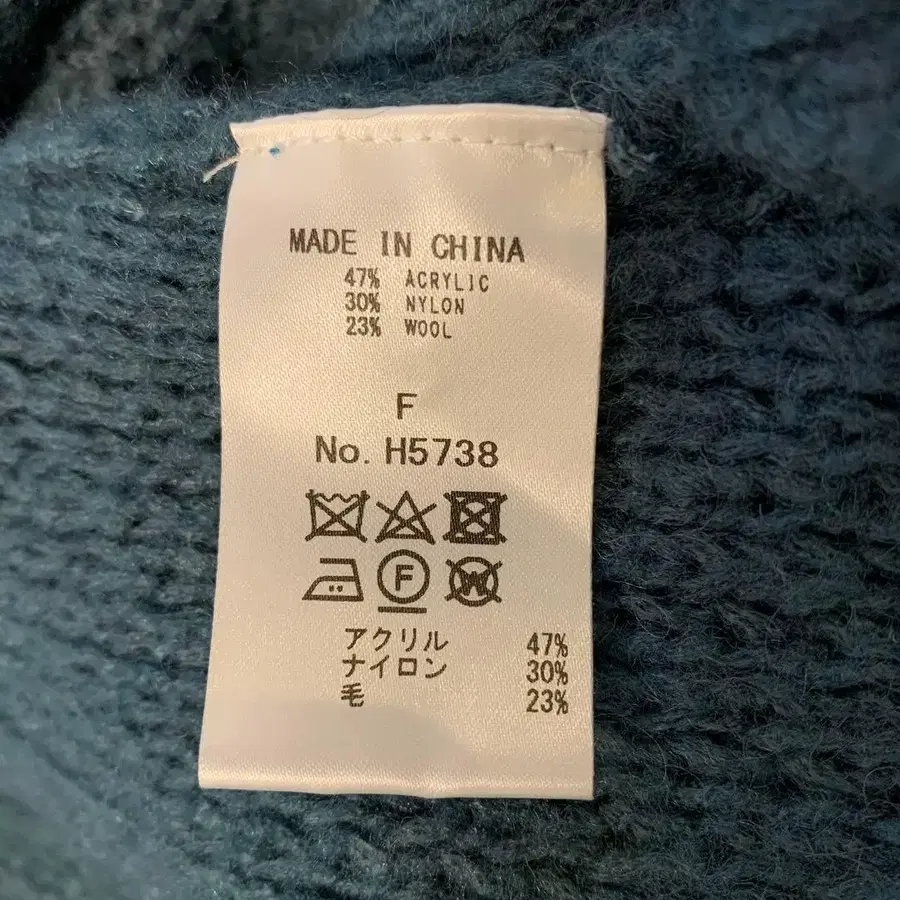 MADE IN CHINA
47% ACRYLIC
30% NYLON
23% WOOL
F
No. H5738
F W
アクリル 47%
ナイロン 30%
毛 23%